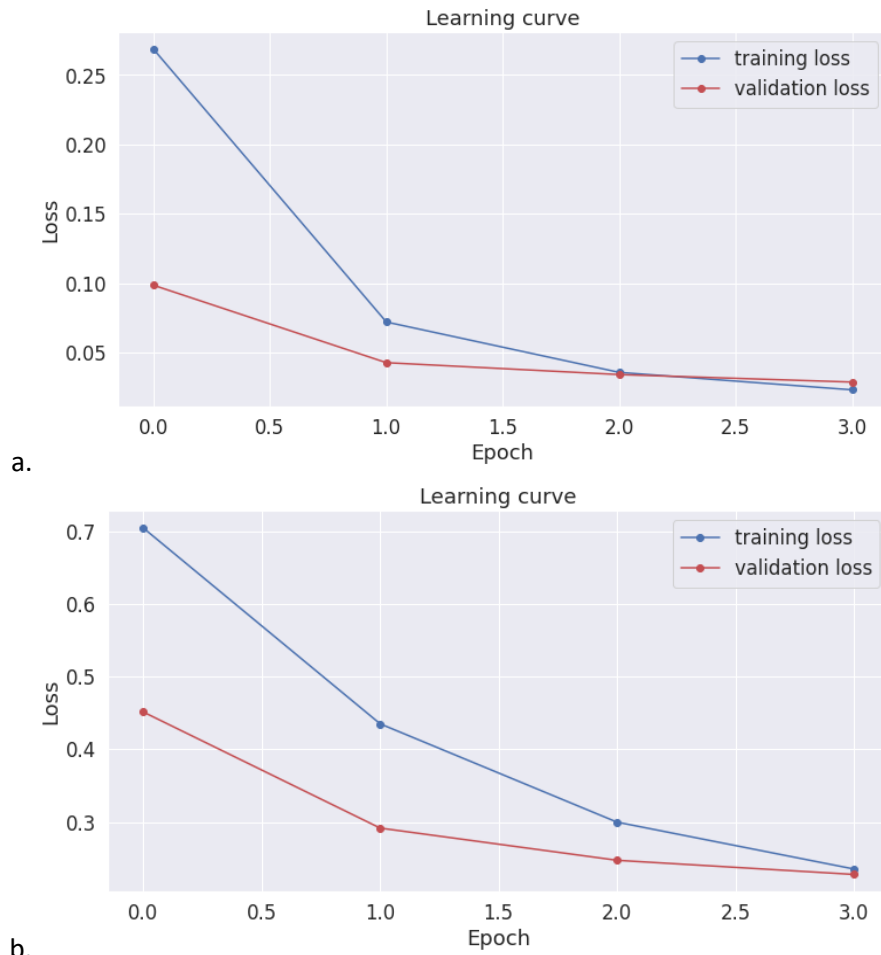 Learning curve
training loss
validation loss
0.25
0.20
0.15
0.10
0.05
Loss
0.0 0.5 1.0 1.5 2.0 2.5 3.0
Epoch
a.
Learning curve
training loss
validation loss
0.7
0.6
0.5
0.4
0.3
Loss
0.0 0.5 1.0 1.5 2.0 2.5 3.0
Epoch
b.